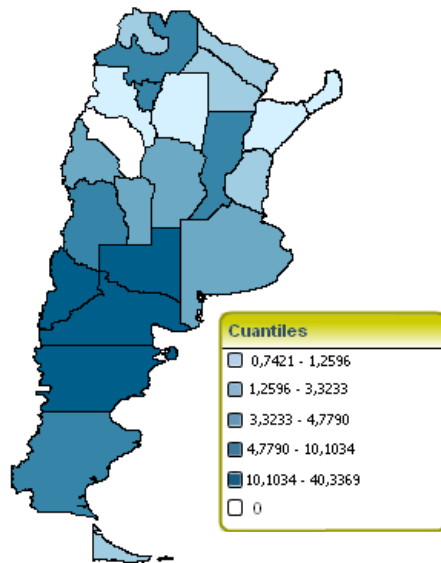 Cuantiles
0,7421 - 1,2596
1,2596 - 3,3233
3,3233 - 4,7790
4,7790 - 10,1034
10,1034 - 40,3369
0